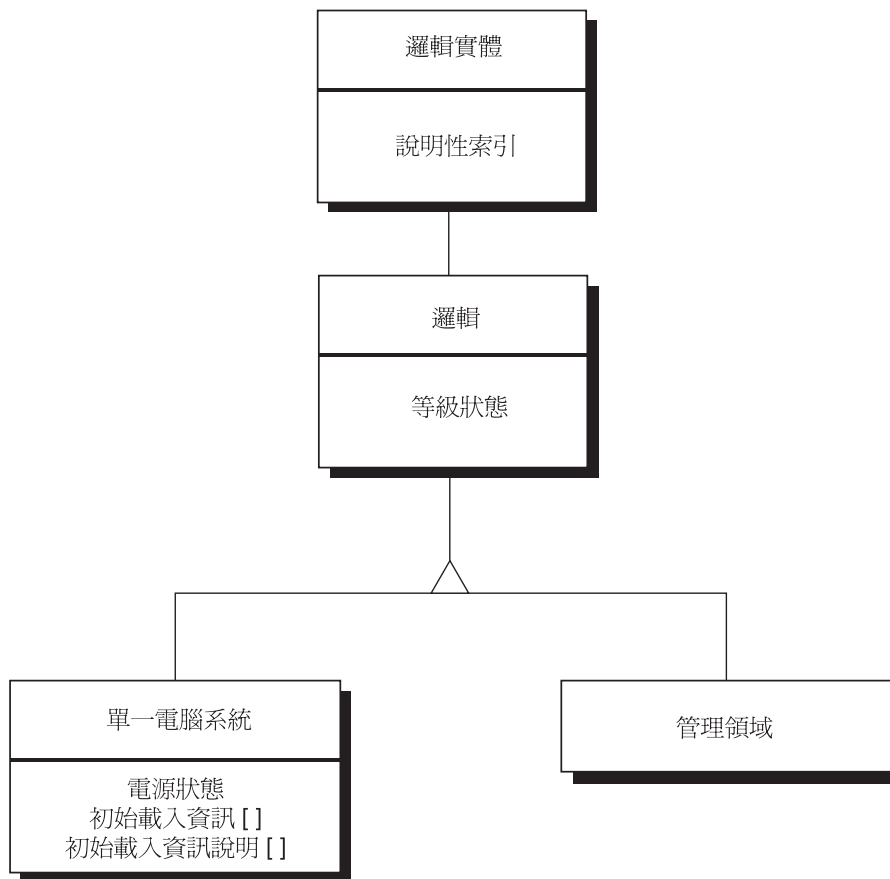 邏輯實體
說明性索引
邏輯
等級狀態
單一電腦系統
電源狀態
初始載入資訊 [ ]
初始載入資訊說明 [ ]
管理領域